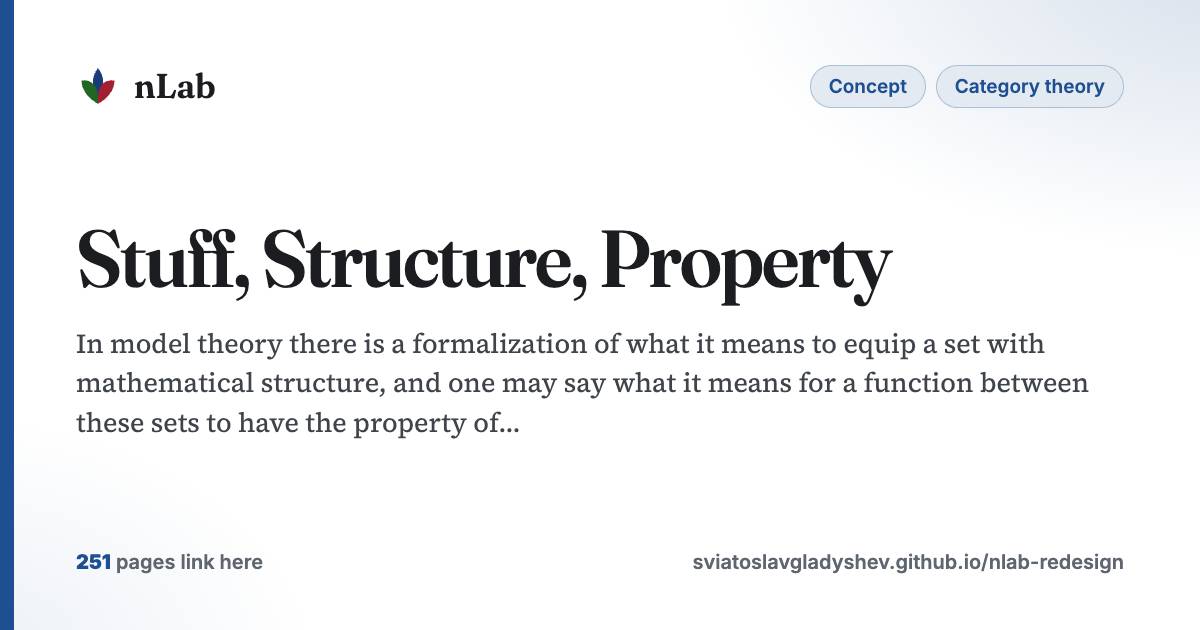 nLab
Concept
Category theory
Stuff, Structure, Property
In model theory there is a formalization of what it means to equip a set with
mathematical structure, and one may say what it means for a function between
these sets to have the property of...
251 pages link here
sviatoslavgladyshev.github.io/nlab-redesign